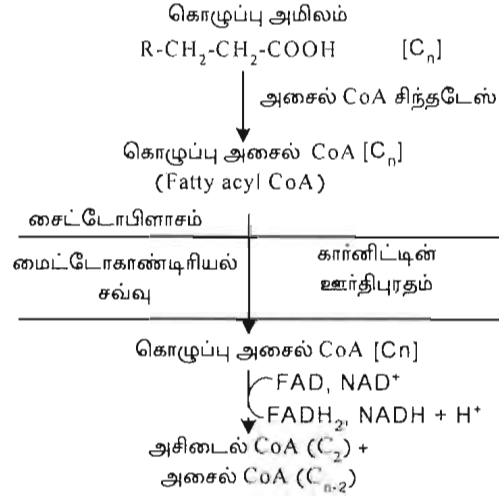 கொழுப்பு அமிலம்
R-CH₂-CH₂-COOH [Cₙ]
அசைல் CoA சிந்தடேஸ்
கொழுப்பு அசைல் CoA [Cₙ]
(Fatty acyl CoA)
சைட்டோபிளாசம்
மைட்டோகாண்டிரியல்
சவ்வு
கார்னிட்டின்
ஊர்திபுரதம்
கொழுப்பு அசைல் CoA [Cn]
FAD, NAD⁺
FADH₂, NADH + H⁺
அசிடைல் CoA (C₂) +
அசைல் CoA (Cₙ₋₂)